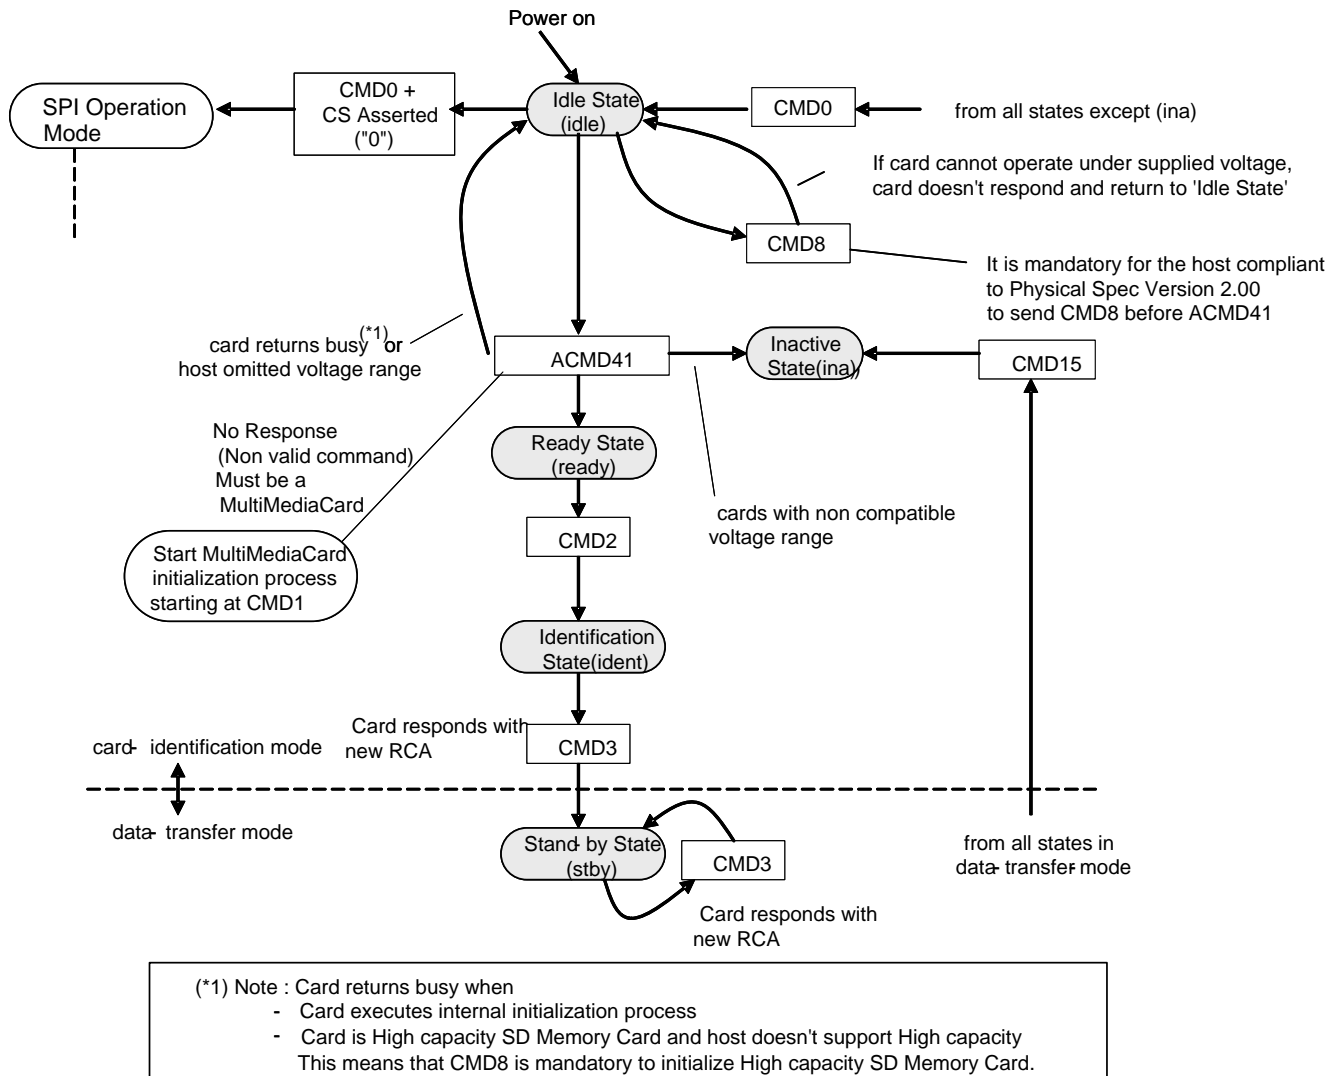 Power on
SPI Operation
Mode
CMD0 +
CS Asserted
("0")
Idle State
(idle)
CMD0
from all states except (ina)
If card cannot operate under supplied voltage,
card doesn't respond and return to 'Idle State'
CMD8
It is mandatory for the host compliant
to Physical Spec Version 2.00
to send CMD8 before ACMD41
card returns busy (*1) or
host omitted voltage range
ACMD41
Inactive
State(ina)
CMD15
No Response
(Non valid command)
Must be a
MultiMediaCard
Ready State
(ready)
cards with non compatible
voltage range
CMD2
Start MultiMediaCard
initialization process
starting at CMD1
Identification
State(ident)
Card responds with
new RCA
CMD3
card- identification mode
data- transfer mode
Stand- by State
(stby)
CMD3
Card responds with
new RCA
from all states in
data- transfer mode
(*1) Note : Card returns busy when
- Card executes internal initialization process
- Card is High capacity SD Memory Card and host doesn't support High capacity
This means that CMD8 is mandatory to initialize High capacity SD Memory Card.